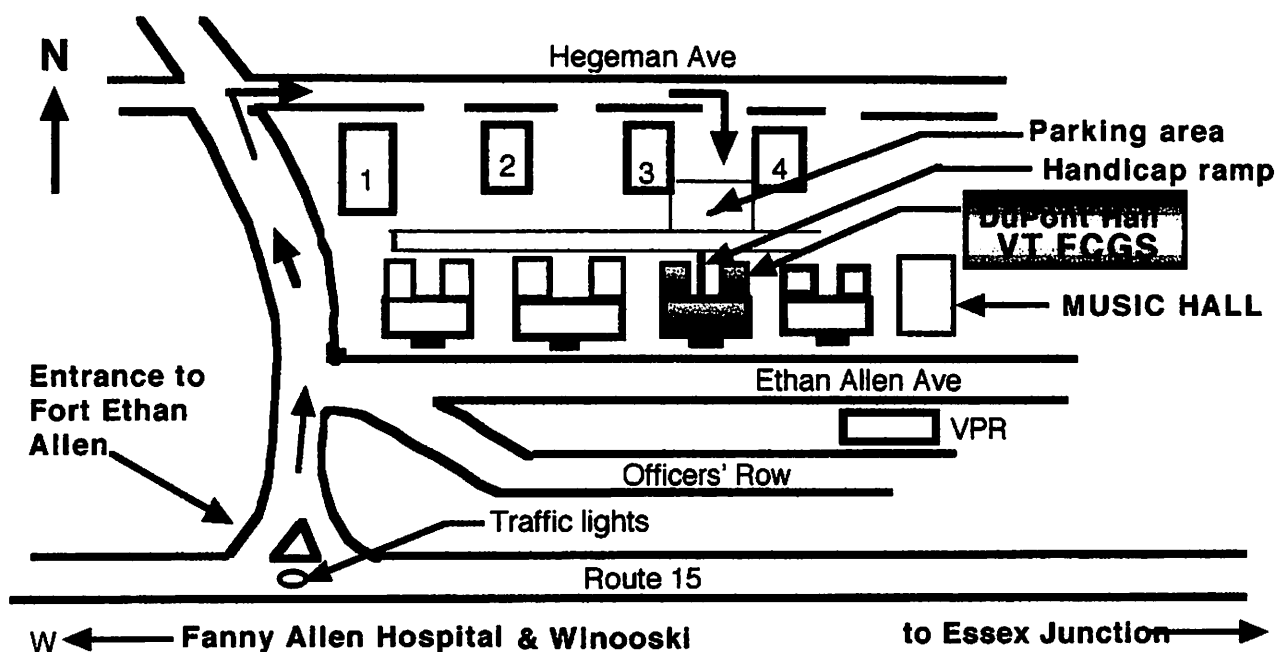 N
Hegeman Ave
Parking area
Handicap ramp
1
2
3
4
DuPont Hall
VT FCGS
MUSIC HALL
Entrance to
Fort Ethan
Allen
Ethan Allen Ave
VPR
Officers' Row
Traffic lights
Route 15
W
Fanny Allen Hospital & Winooski
to Essex Junction